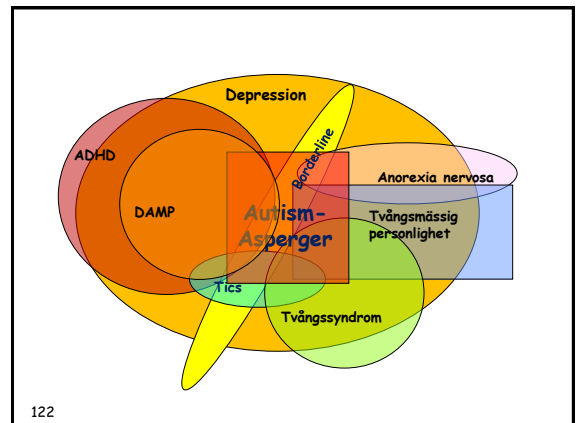 Depression
Borderline
ADHD
Anorexia nervosa
DAMP
Autism-
Asperger
Tvångsmässig
personlighet
Tics
Tvångssyndrom
122